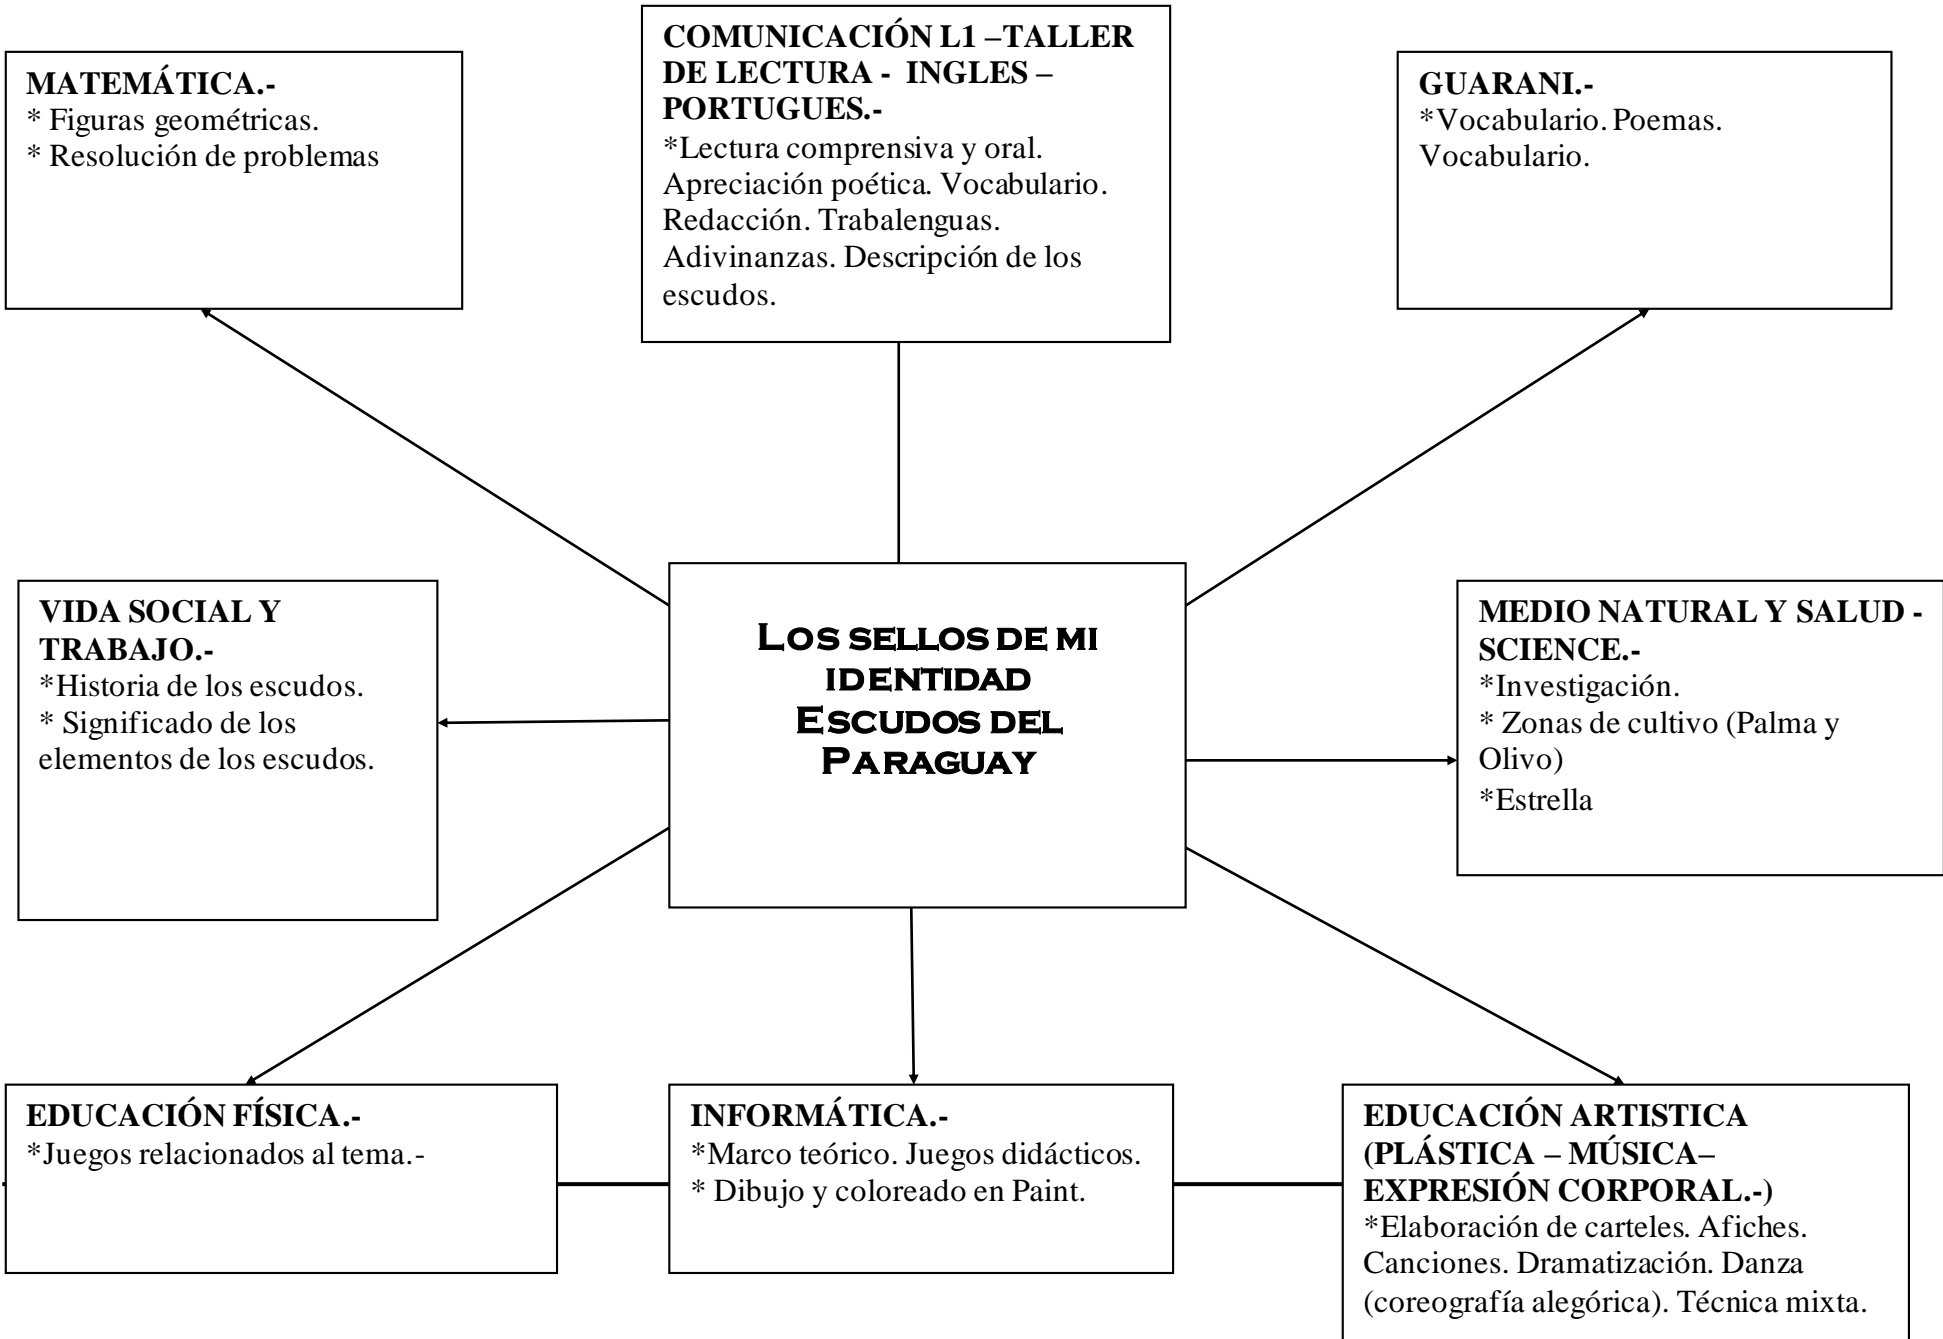 MATEMÁTICA.-
* Figuras geométricas.
* Resolución de problemas
COMUNICACIÓN L1 –TALLER
DE LECTURA - INGLES –
PORTUGUES.-
*Lectura comprensiva y oral.
Apreciación poética. Vocabulario.
Redacción. Trabalenguas.
Adivinanzas. Descripción de los
escudos.
GUARANI.-
*Vocabulario. Poemas.
Vocabulario.
VIDA SOCIAL Y
TRABAJO.-
*Historia de los escudos.
* Significado de los
elementos de los escudos.
LOS SELLOS DE MI
IDENTIDAD
ESCUDOS DEL
PARAGUAY
MEDIO NATURAL Y SALUD -
SCIENCE.-
*Investigación.
* Zonas de cultivo (Palma y
Olivo)
*Estrella
EDUCACIÓN FÍSICA.-
*Juegos relacionados al tema.-
INFORMÁTICA.-
*Marco teórico. Juegos didácticos.
* Dibujo y coloreado en Paint.
EDUCACIÓN ARTISTICA
(PLÁSTICA – MÚSICA–
EXPRESIÓN CORPORAL.-)
*Elaboración de carteles. Afiches.
Canciones. Dramatización. Danza
(coreografía alegórica). Técnica mixta.